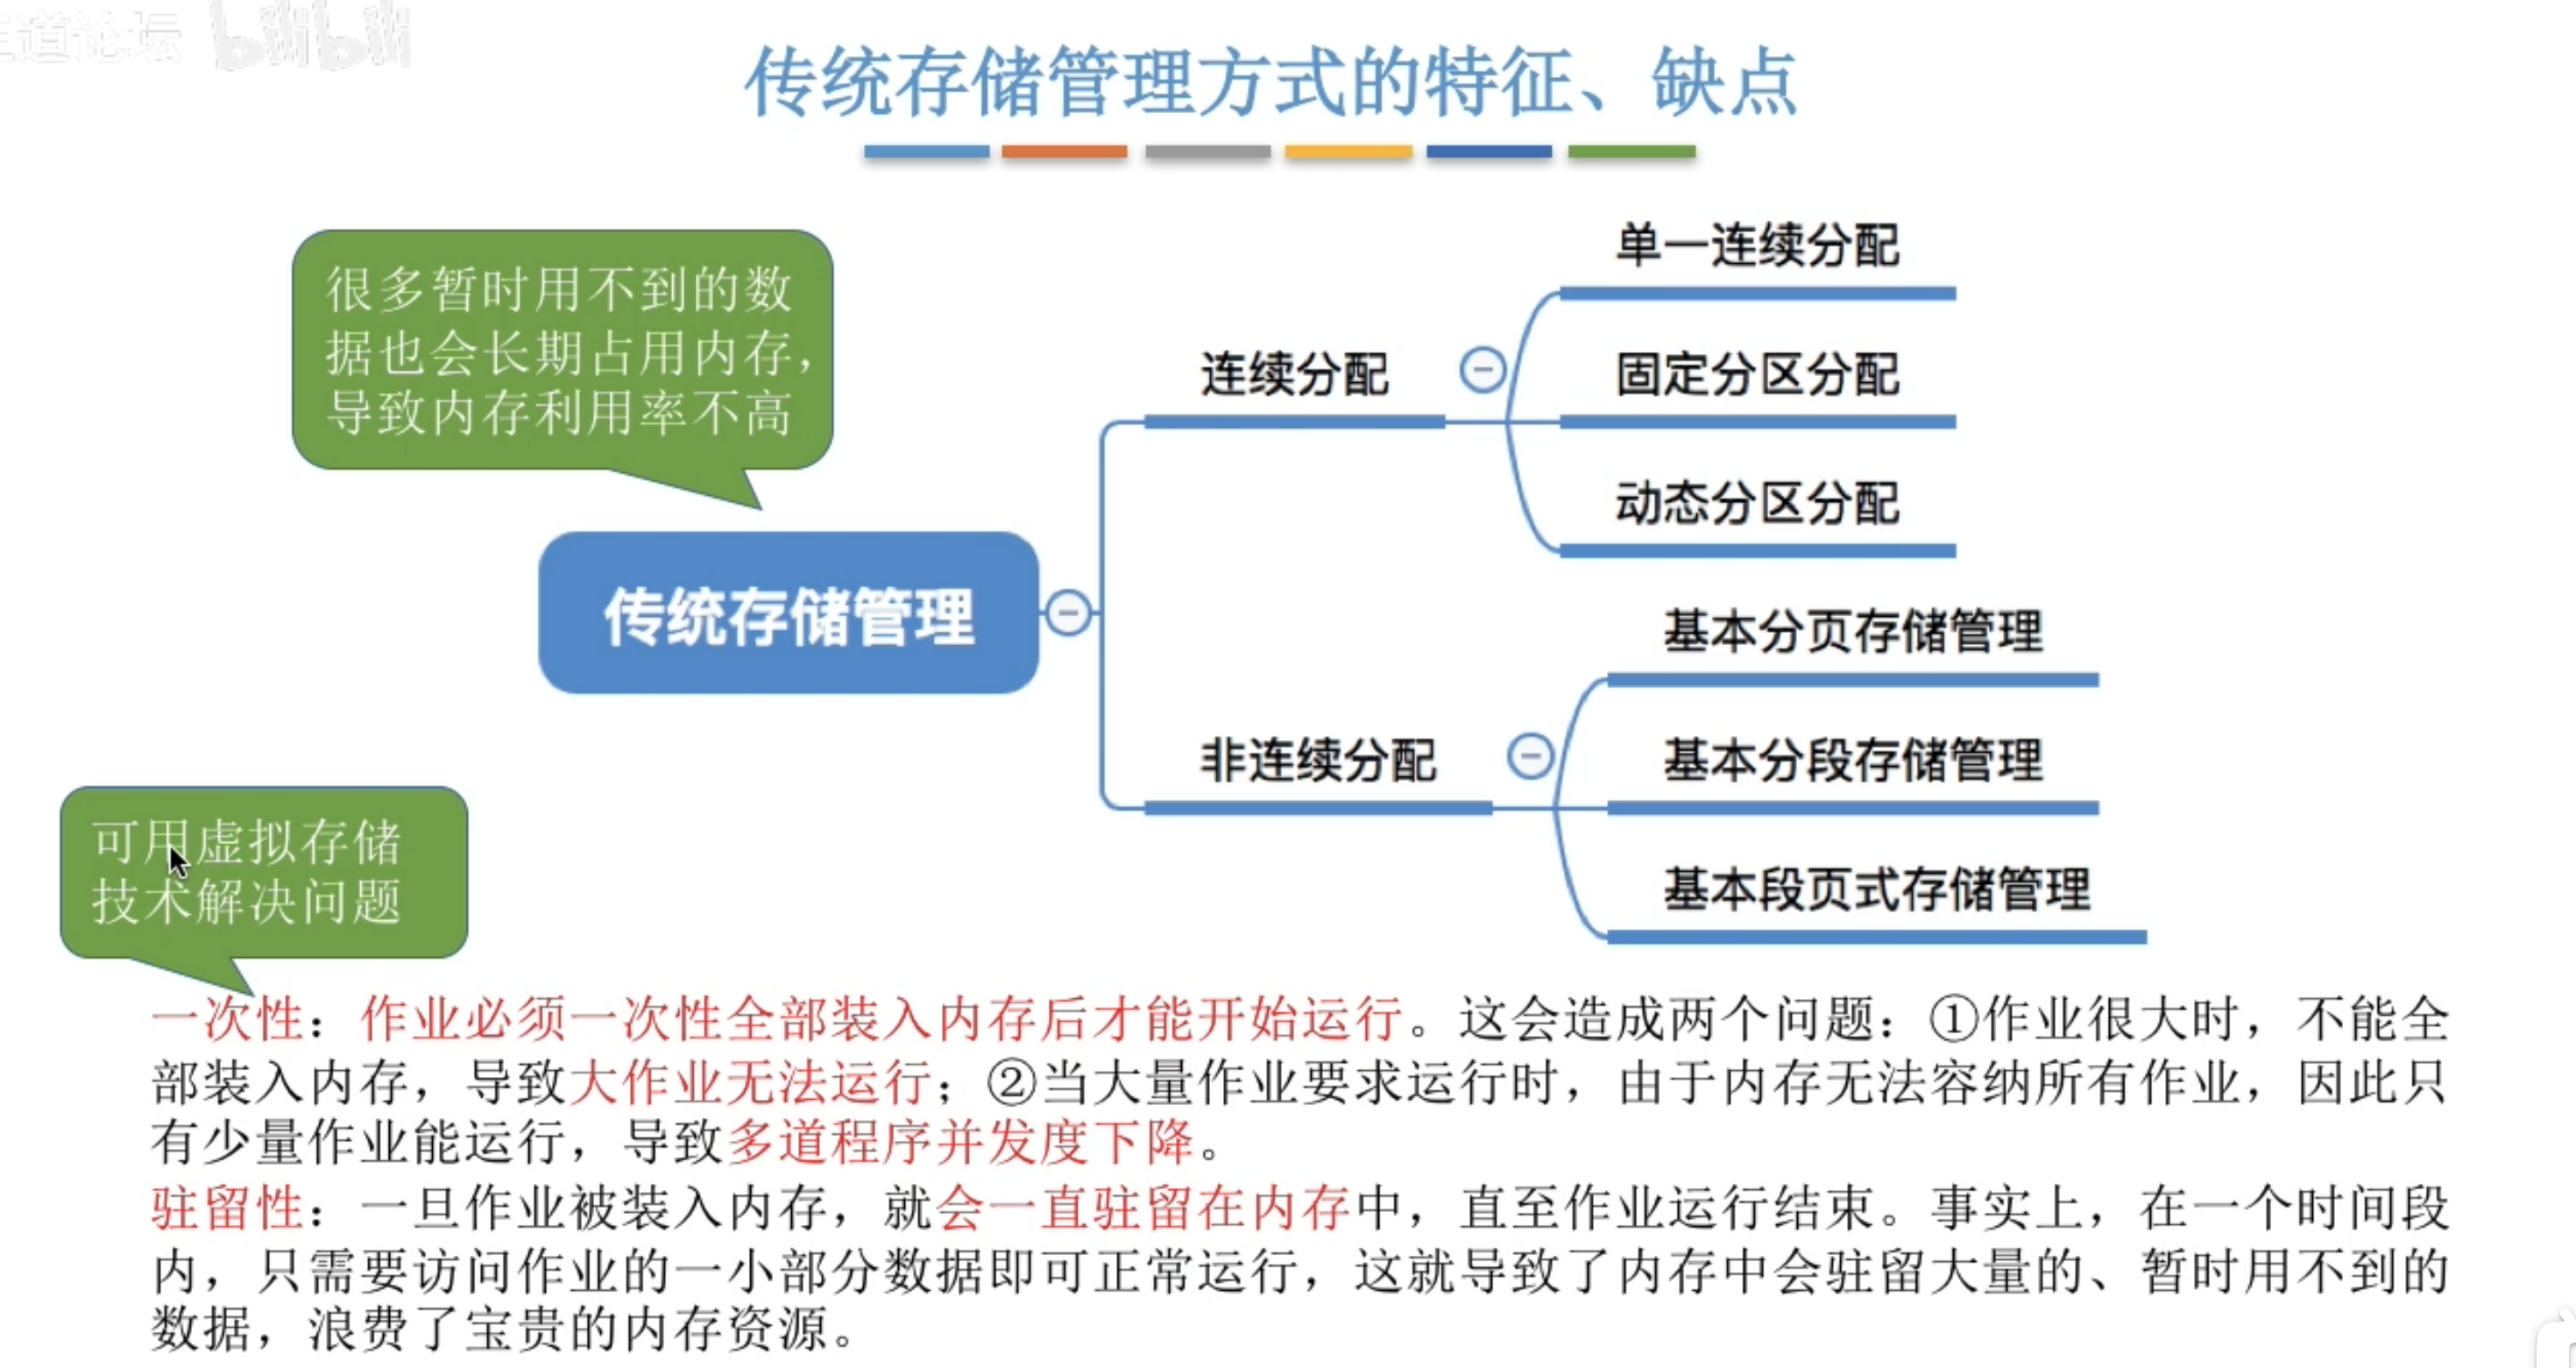 王道论坛 bilibili
传统存储管理方式的特征、缺点
很多暂时用不到的数
据也会长期占用内存，
导致内存利用率不高
传统存储管理
连续分配
单一连续分配
固定分区分配
动态分区分配
非连续分配
基本分页存储管理
基本分段存储管理
基本段页式存储管理
可用虚拟存储
技术解决问题
一次性：作业必须一次性全部装入内存后才能开始运行。这会造成两个问题：①作业很大时，不能全
部装入内存，导致大作业无法运行；②当大量作业要求运行时，由于内存无法容纳所有作业，因此只
有少量作业能运行，导致多道程序并发度下降。
驻留性：一旦作业被装入内存，就会一直驻留在内存中，直至作业运行结束。事实上，在一个时间段
内，只需要访问作业的一小部分数据即可正常运行，这就导致了内存中会驻留大量的、暂时用不到的
数据，浪费了宝贵的内存资源。